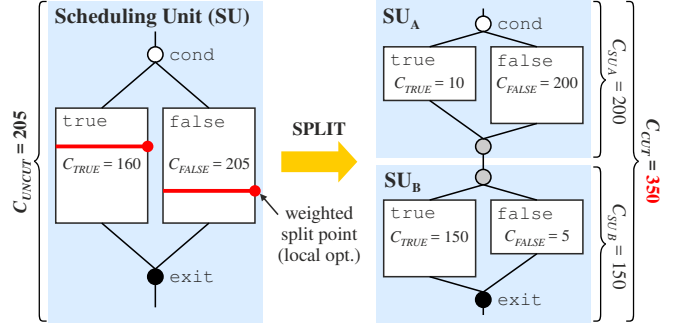 Scheduling Unit (SU)
cond
true
C_TRUE = 160
false
C_FALSE = 205
exit
C_UNCUT = 205
SPLIT
weighted
split point
(local opt.)
SU_A
cond
true
C_TRUE = 10
false
C_FALSE = 200
C_SUA = 200
SU_B
true
C_TRUE = 150
false
C_FALSE = 5
exit
C_SUB = 150
C_CUT = 350